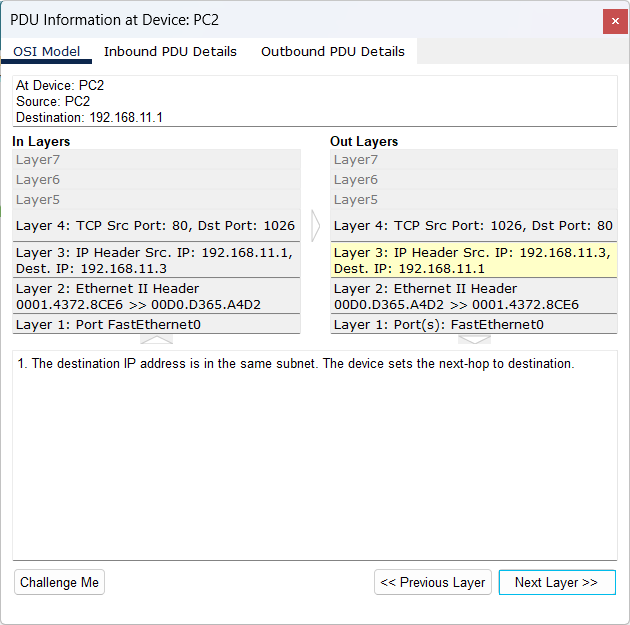 PDU Information at Device: PC2
OSI Model
Inbound PDU Details
Outbound PDU Details
At Device: PC2
Source: PC2
Destination: 192.168.11.1
In Layers
Layer7
Layer6
Layer5
Layer 4: TCP Src Port: 80, Dst Port: 1026
Layer 3: IP Header Src. IP: 192.168.11.1,
Dest. IP: 192.168.11.3
Layer 2: Ethernet II Header
0001.4372.8CE6 >> 00D0.D365.A4D2
Layer 1: Port FastEthernet0
Out Layers
Layer7
Layer6
Layer5
Layer 4: TCP Src Port: 1026, Dst Port: 80
Layer 3: IP Header Src. IP: 192.168.11.3,
Dest. IP: 192.168.11.1
Layer 2: Ethernet II Header
00D0.D365.A4D2 >> 0001.4372.8CE6
Layer 1: Port(s): FastEthernet0
1. The destination IP address is in the same subnet. The device sets the next-hop to destination.
Challenge Me
<< Previous Layer
Next Layer >>